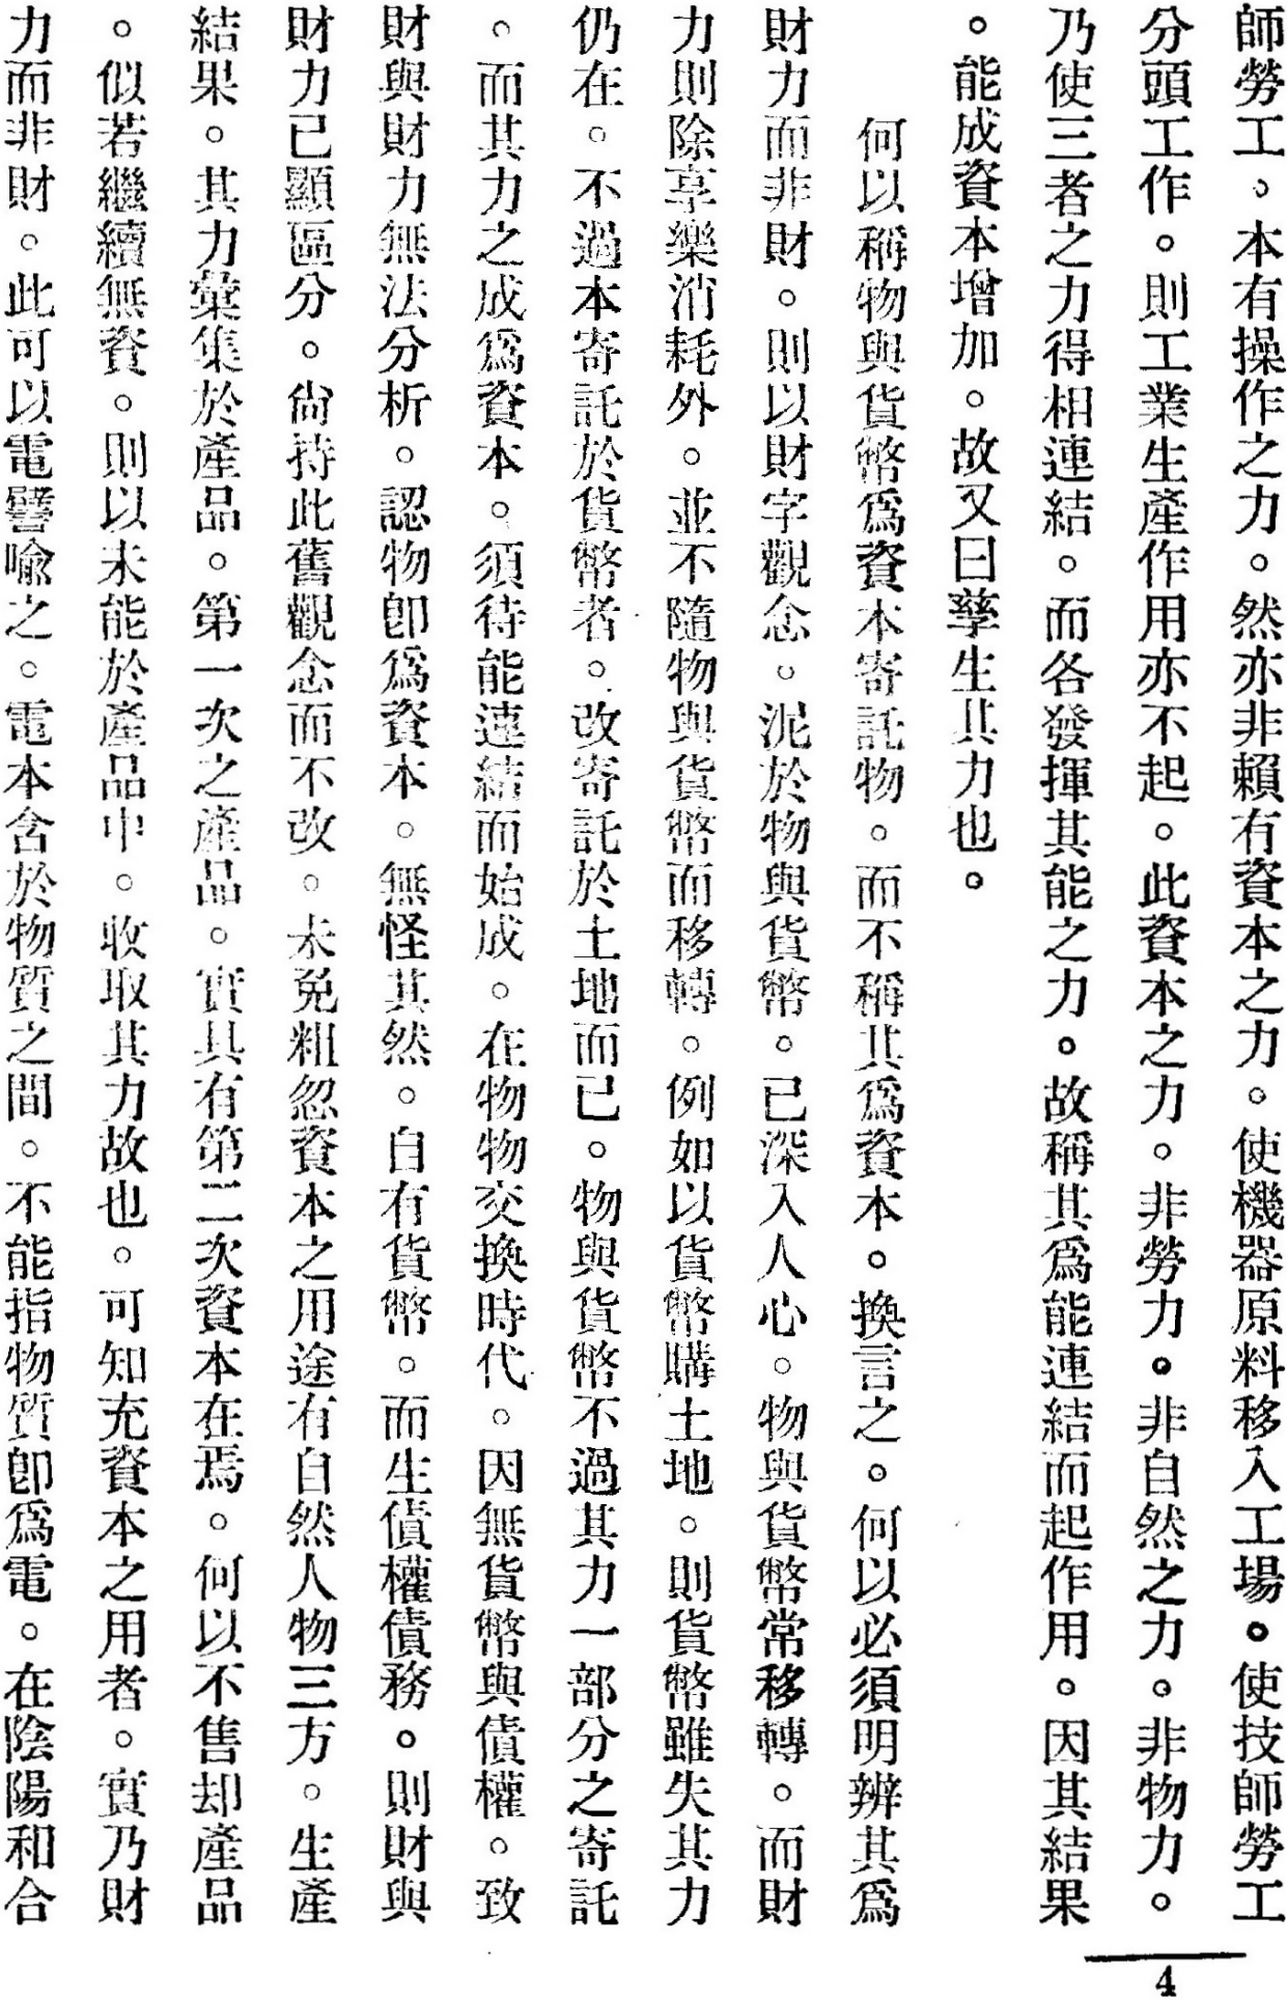 師勞工。本有操作之力。然亦非賴有資本之力。使機器原料移入工場。使技師勞工
分頭工作。則工業生產作用亦不起。此資本之力。非勞力。非自然之力。非物力。
乃使三者之力得相連結。而各發揮其能之力。故稱其爲能連結而起作用。因其結果
。能成資本增加。故又曰孳生其力也。
何以稱物與貨幣爲資本寄託物。而不稱其爲資本。換言之。何以必須明辨其爲
財力而非財。則以財字觀念。泥於物與貨幣。已深入人心。物與貨幣常移轉。而財
力則除享樂消耗外。並不隨物與貨幣而移轉。例如以貨幣購土地。則貨幣雖失其力
仍在。不過本寄託於貨幣者。改寄託於土地而已。物與貨幣不過其力一部分之寄託
。而其力之成爲資本。須待能連結而始成。在物物交換時代。因無貨幣與債權。致
財與財力無法分析。認物卽爲資本。無怪其然。自有貨幣。而生債權債務。則財與
財力已顯區分。尙持此舊觀念而不改。未免粗忽資本之用途有自然人物三方。生產
結果。其力彙集於產品。第一次之產品。實具有第二次資本在焉。何以不售却產品
。似若繼續無資。則以未能於產品中。收取其力故也。可知充資本之用者。實乃財
力而非財。此可以電譬喩之。電本含於物質之間。不能指物質卽爲電。在陰陽和合
4